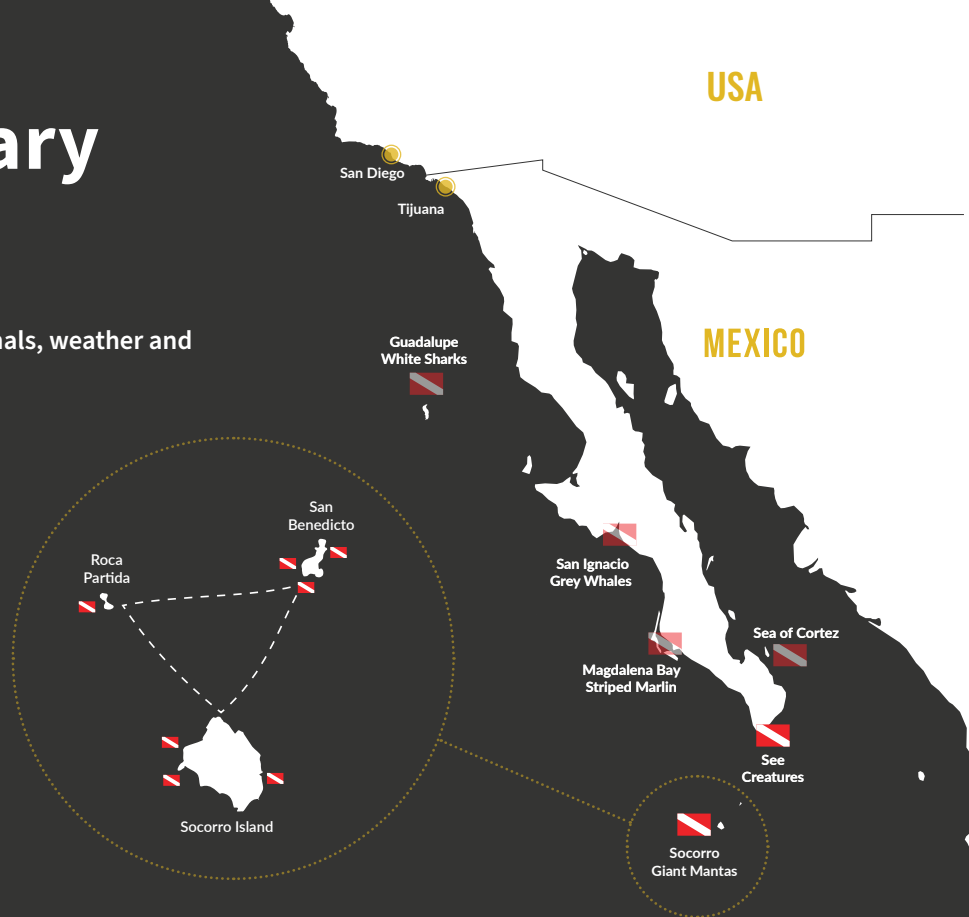 USA
ary
San Diego
Tijuana
MEXICO
nals, weather and
Guadalupe
White Sharks
San
Benedicto
Roca
Partida
San Ignacio
Grey Whales
Sea of Cortez
Magdalena Bay
Striped Marlin
See
Creatures
Socorro Island
Socorro
Giant Mantas